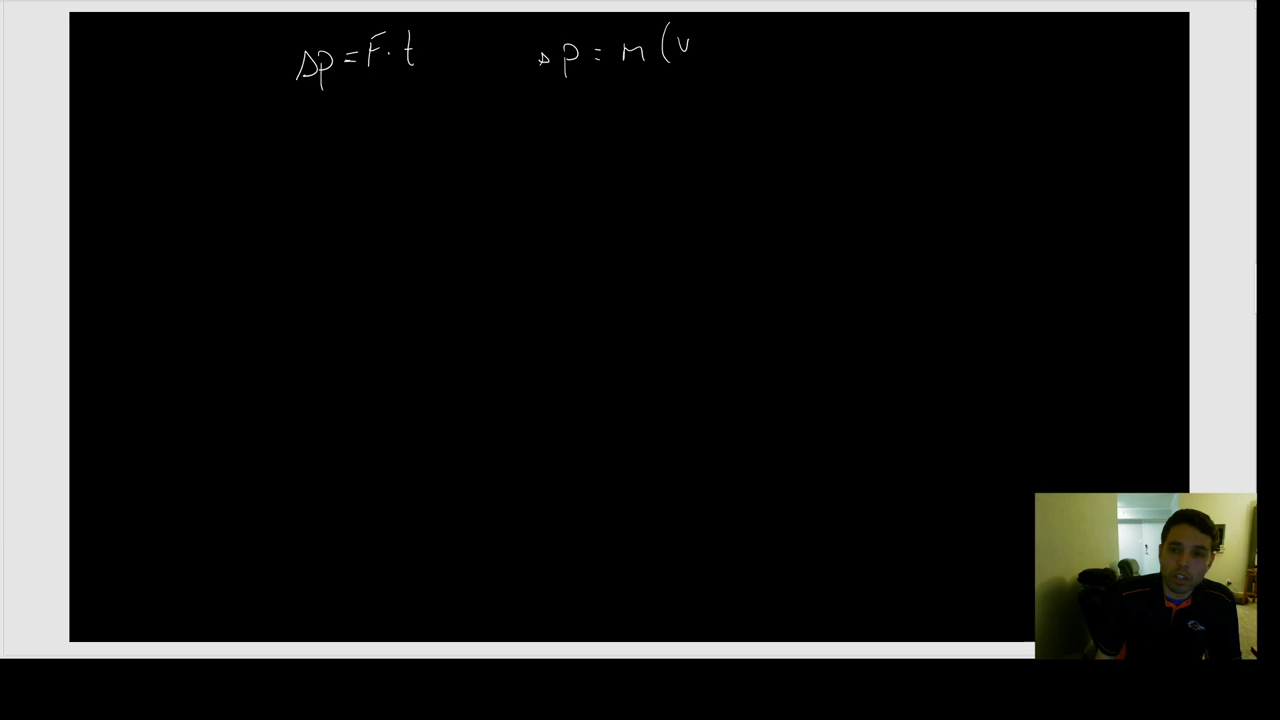 Δp = F · t Δp = m (v